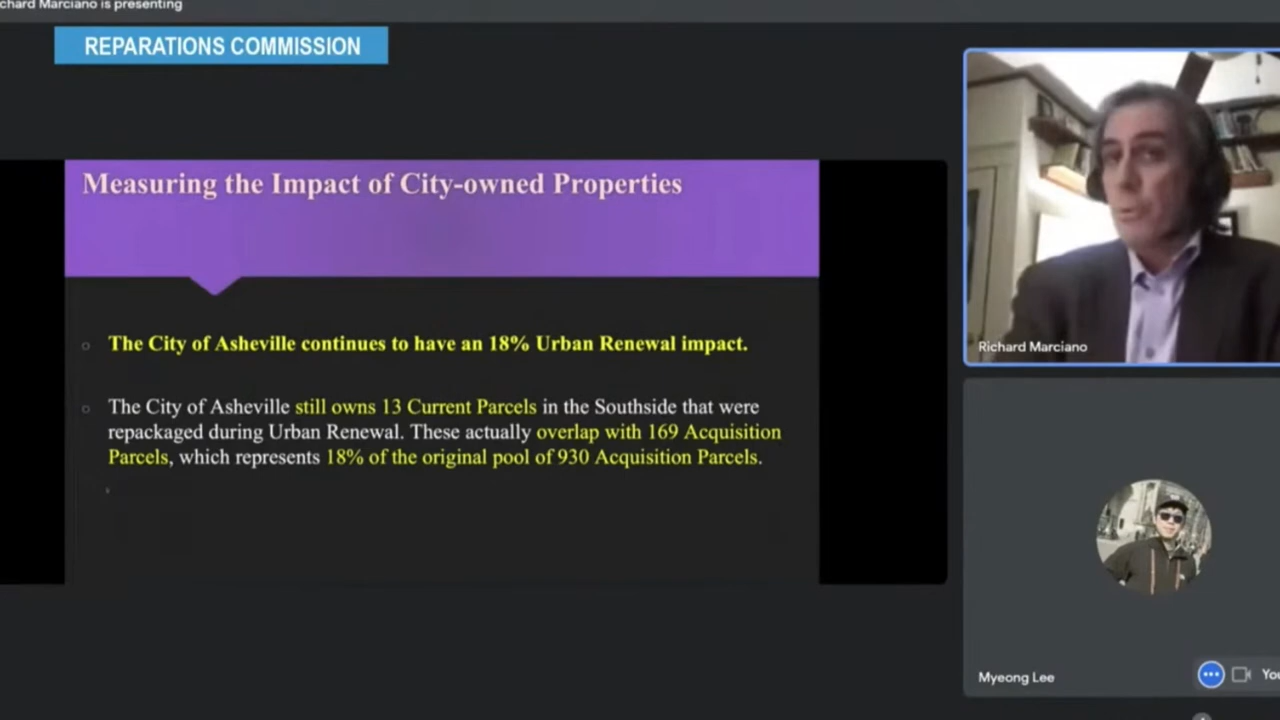 chard Marciano is presenting
REPARATIONS COMMISSION
Measuring the Impact of City-owned Properties
The City of Asheville continues to have an 18% Urban Renewal impact.
The City of Asheville still owns 13 Current Parcels in the Southside that were
repackaged during Urban Renewal. These actually overlap with 169 Acquisition
Parcels, which represents 18% of the original pool of 930 Acquisition Parcels.
Richard Marciano
Myeong Lee
You